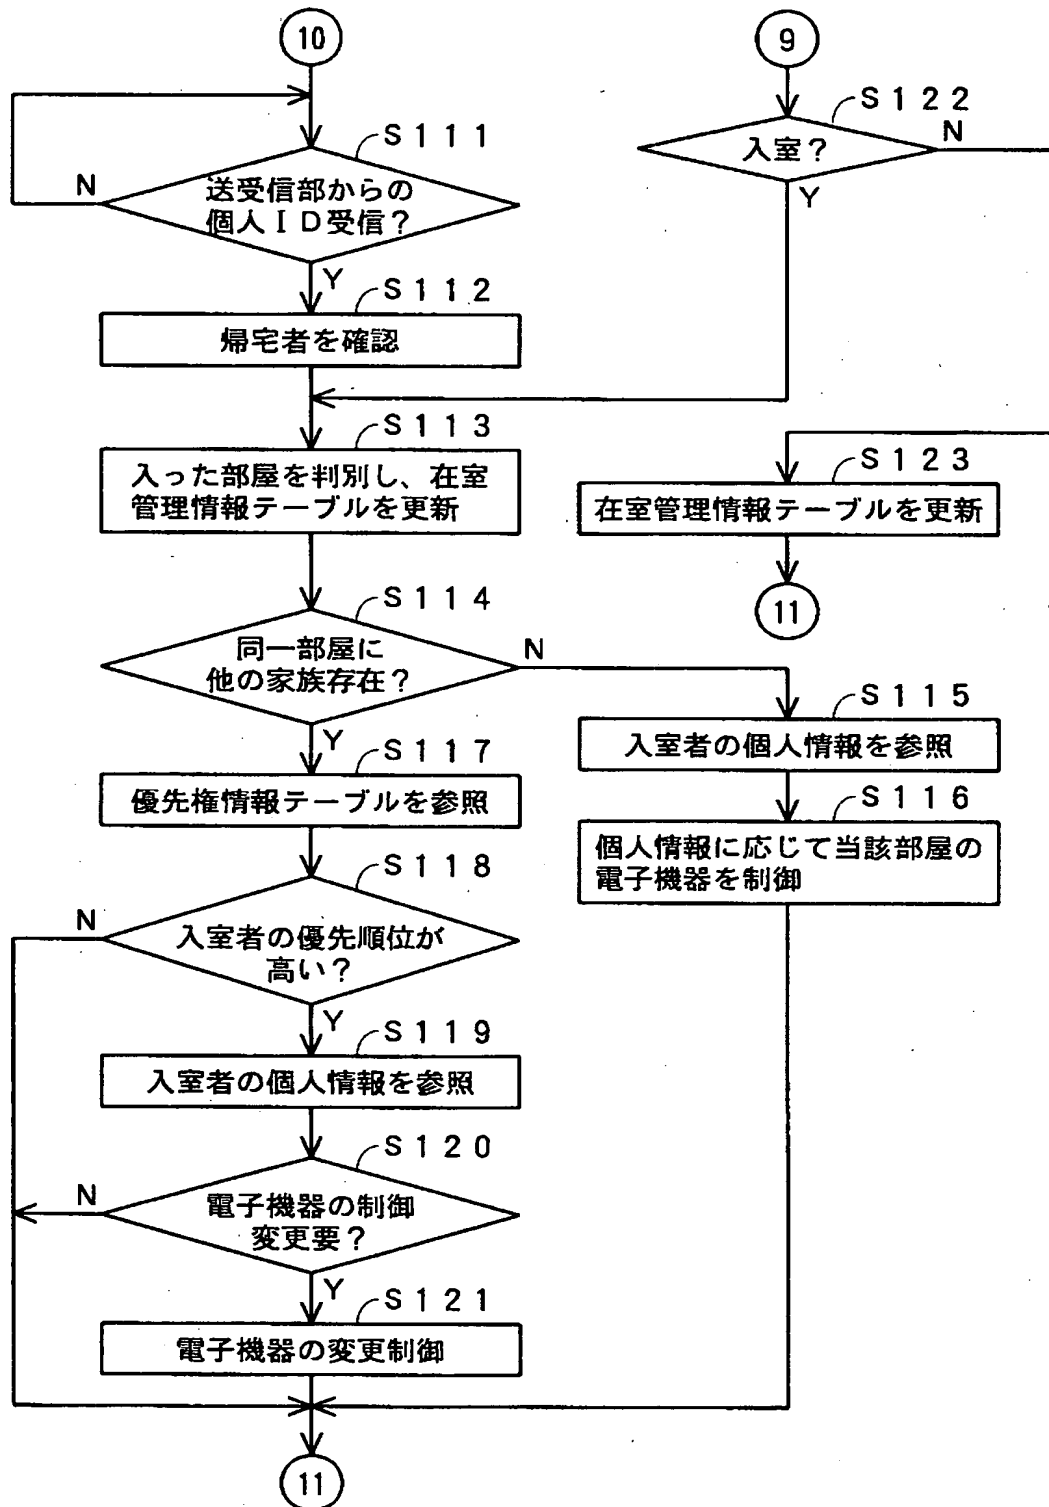 10
S111
送受信部からの
個人ID受信?
N
Y
S112
帰宅者を確認
S113
入った部屋を判別し、在室
管理情報テーブルを更新
S114
同一部屋に
他の家族存在?
N
Y
S117
優先権情報テーブルを参照
S118
N
入室者の優先順位が
高い?
Y
S119
入室者の個人情報を参照
S120
N
電子機器の制御
変更要?
Y
S121
電子機器の変更制御
11
9
S122
入室?
N
Y
S123
在室管理情報テーブルを更新
11
S115
入室者の個人情報を参照
S116
個人情報に応じて当該部屋の
電子機器を制御